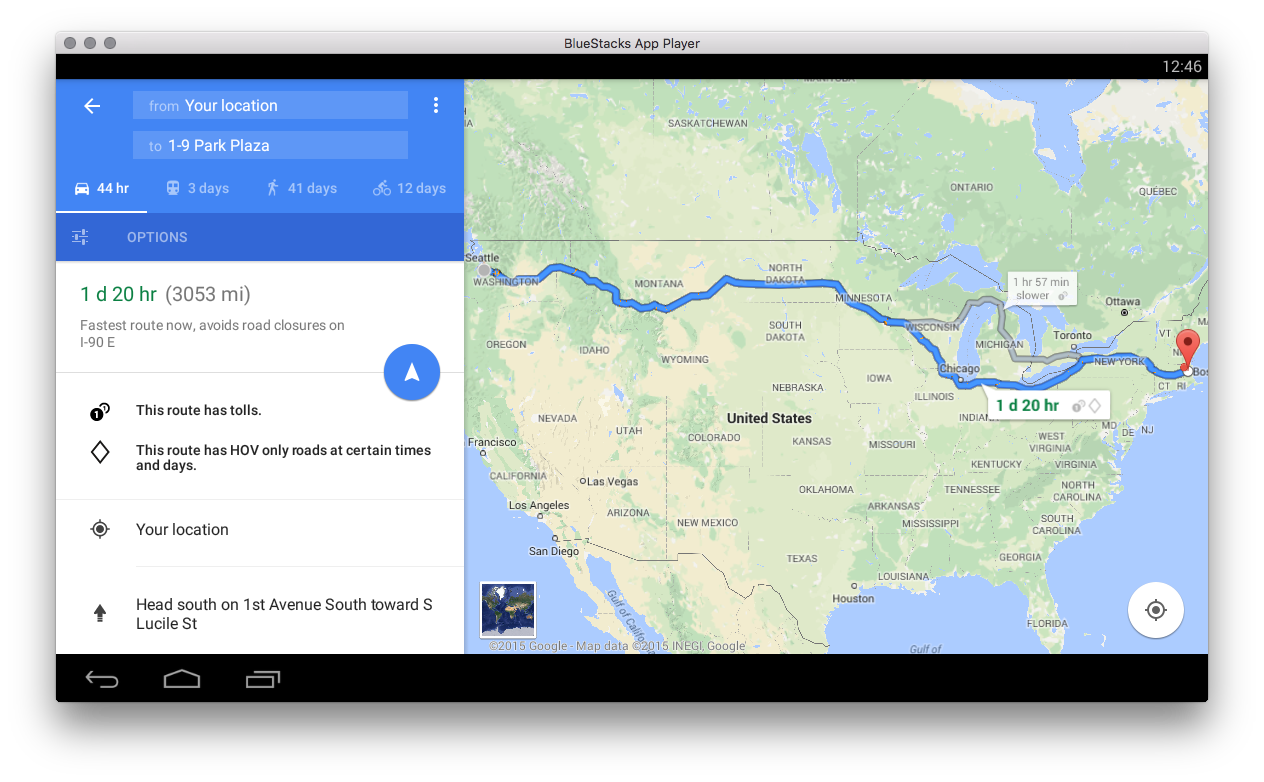 BlueStacks App Player
12:46
from Your location
to 1-9 Park Plaza
44 hr
3 days
41 days
12 days
OPTIONS
1 d 20 hr (3053 mi)
Fastest route now, avoids road closures on
I-90 E
This route has tolls.
This route has HOV only roads at certain times
and days.
Your location
Head south on 1st Avenue South toward S
Lucile St
SASKATCHEWAN
ONTARIO
QUÉBEC
Seattle
WASHINGTON
MONTANA
NORTH
DAKOTA
MINNESOTA
1 hr 57 min
slower
Ottawa
OREGON
IDAHO
WYOMING
SOUTH
DAKOTA
WISCONSIN
MICHIGAN
Toronto
VT
NEW YORK
Bos
CT RI
Chicago
IOWA
NEBRASKA
ILLINOIS
INDIAN
1 d 20 hr
MD DE NJ
United States
NEVADA
UTAH
COLORADO
KANSAS
MISSOURI
WEST
VIRGINIA
KENTUCKY
VIRGINIA
Francisco
CALIFORNIA
Las Vegas
OKLAHOMA
TENNESSEE
NORTH
CAROLINA
Los Angeles
ARIZONA
NEW MEXICO
ARKANSAS
MISSISSIPPI
SOUTH
CAROLINA
San Diego
TEXAS
GEORGIA
LOUISIANA
Houston
FLORIDA
Gulf of California
Gulf of
©2015 Google - Map data ©2015 INEGI, Google